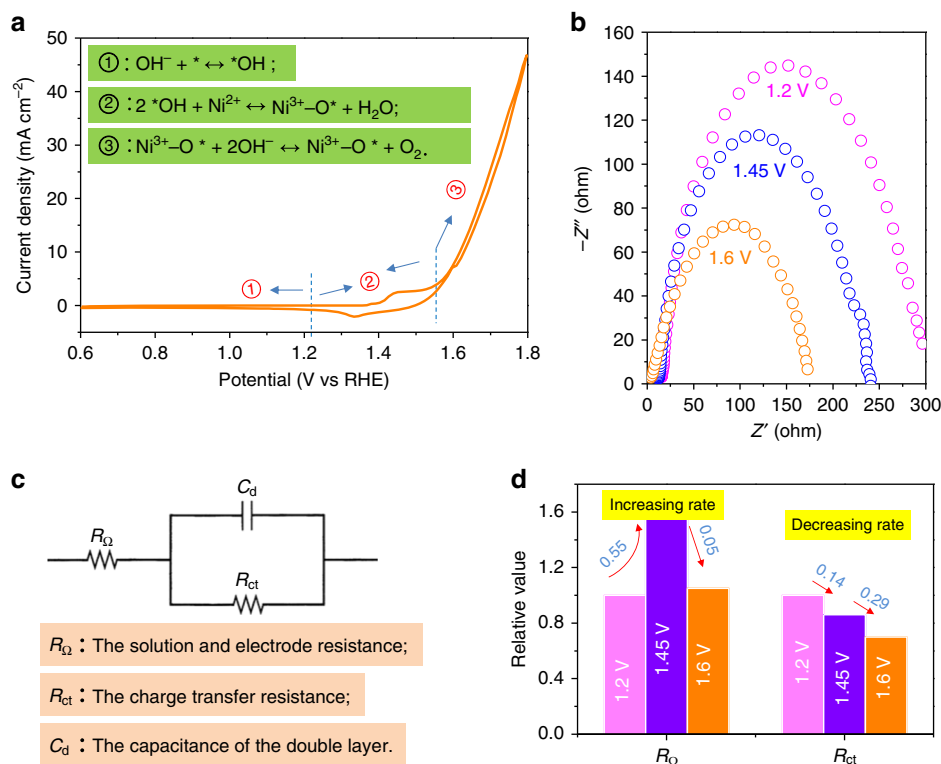 a
50
40
30
20
10
0
Current density (mA cm⁻²)
① : OH⁻ + * ↔ *OH ;
② :2 *OH + Ni²⁺ ↔ Ni³⁺–O* + H₂O;
③ :Ni³⁺–O * + 2OH⁻ ↔ Ni³⁺–O * + O₂.
① ② ③
0.6 0.8 1.0 1.2 1.4 1.6 1.8
Potential (V vs RHE)
b
140
120
100
80
60
40
20
0
–Z″ (ohm)
1.2 V
1.45 V
1.6 V
0 50 100 150 200 250 300
Z′ (ohm)
c
C_d
R_Ω
R_ct
R_Ω : The solution and electrode resistance;
R_ct : The charge transfer resistance;
C_d : The capacitance of the double layer.
d
1.6
1.2
0.8
0.4
0.0
Relative value
Increasing rate
Decreasing rate
0.55
0.05
0.14
0.29
1.2 V
1.45 V
1.6 V
1.2 V
1.45 V
1.6 V
R_Ω
R_ct